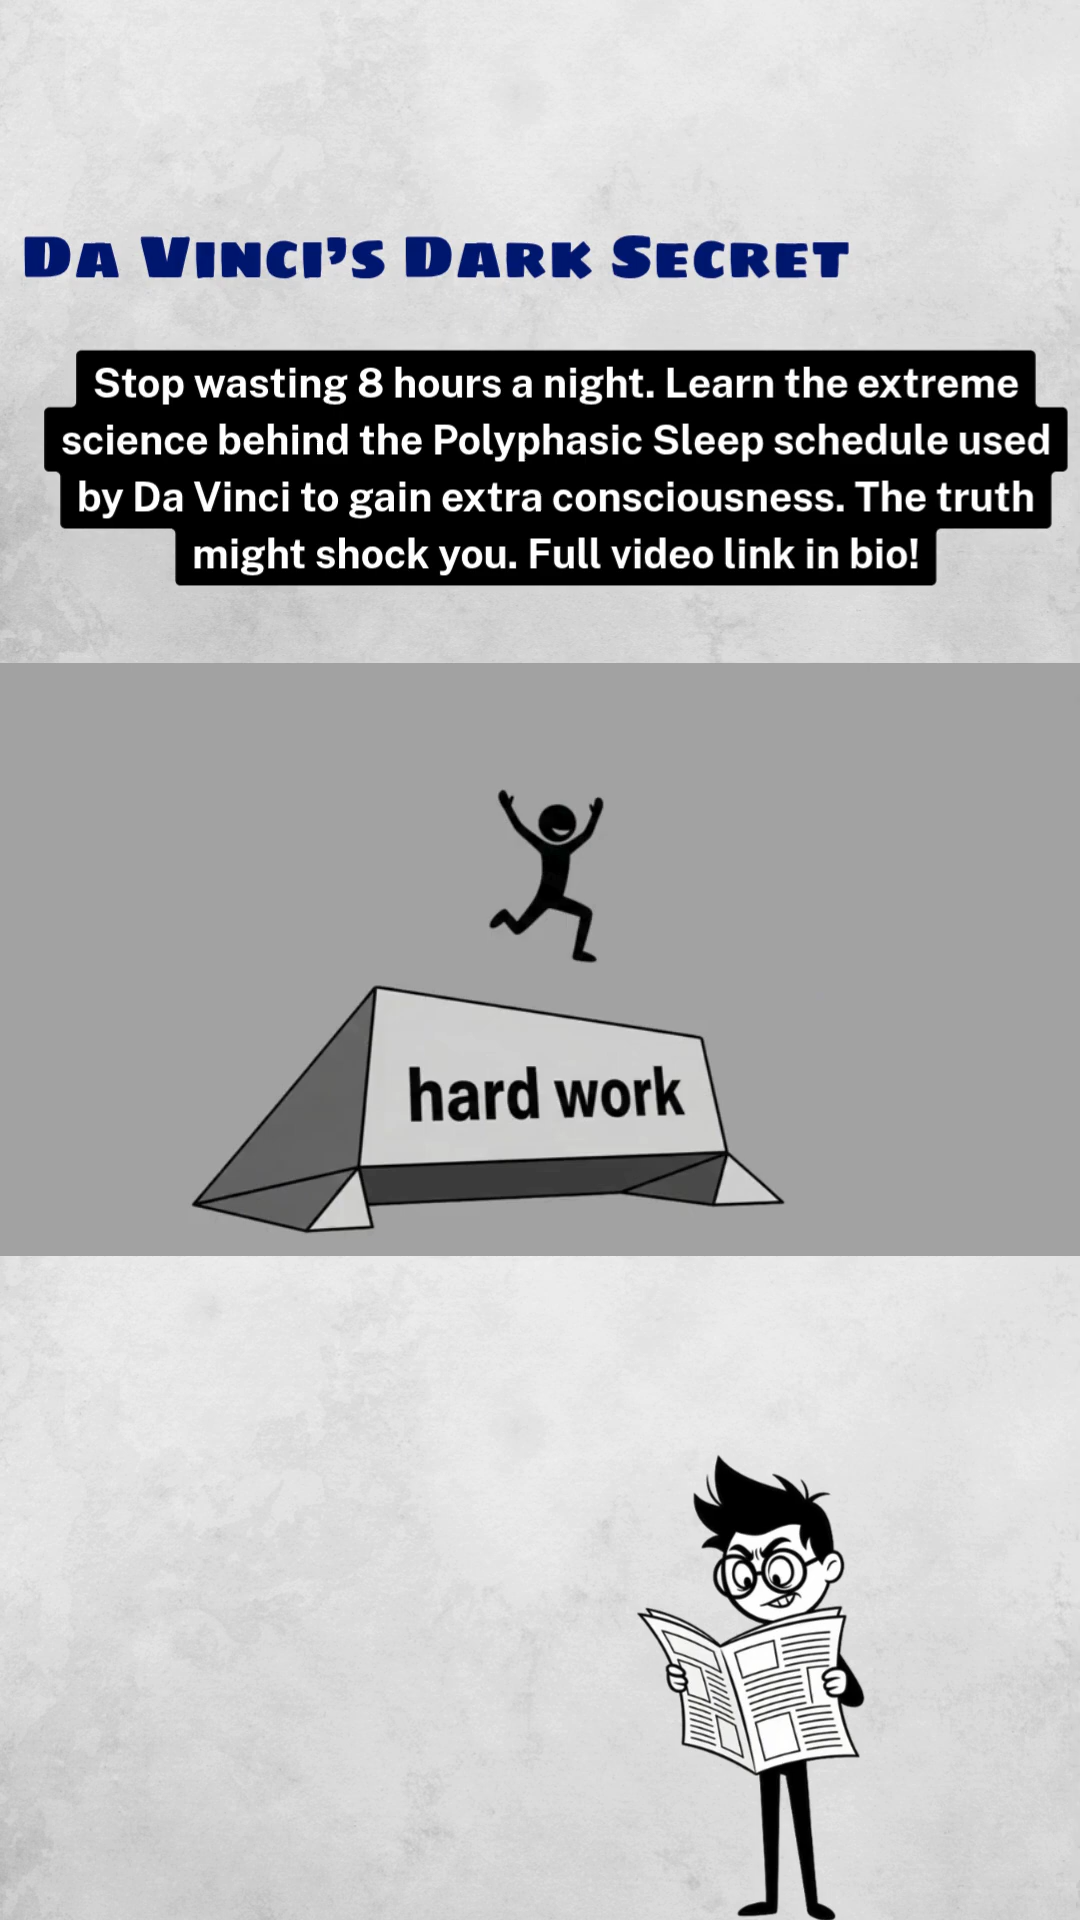 Da Vinci’s Dark Secret
Stop wasting 8 hours a night. Learn the extreme
science behind the Polyphasic Sleep schedule used
by Da Vinci to gain extra consciousness. The truth
might shock you. Full video link in bio!
hard work